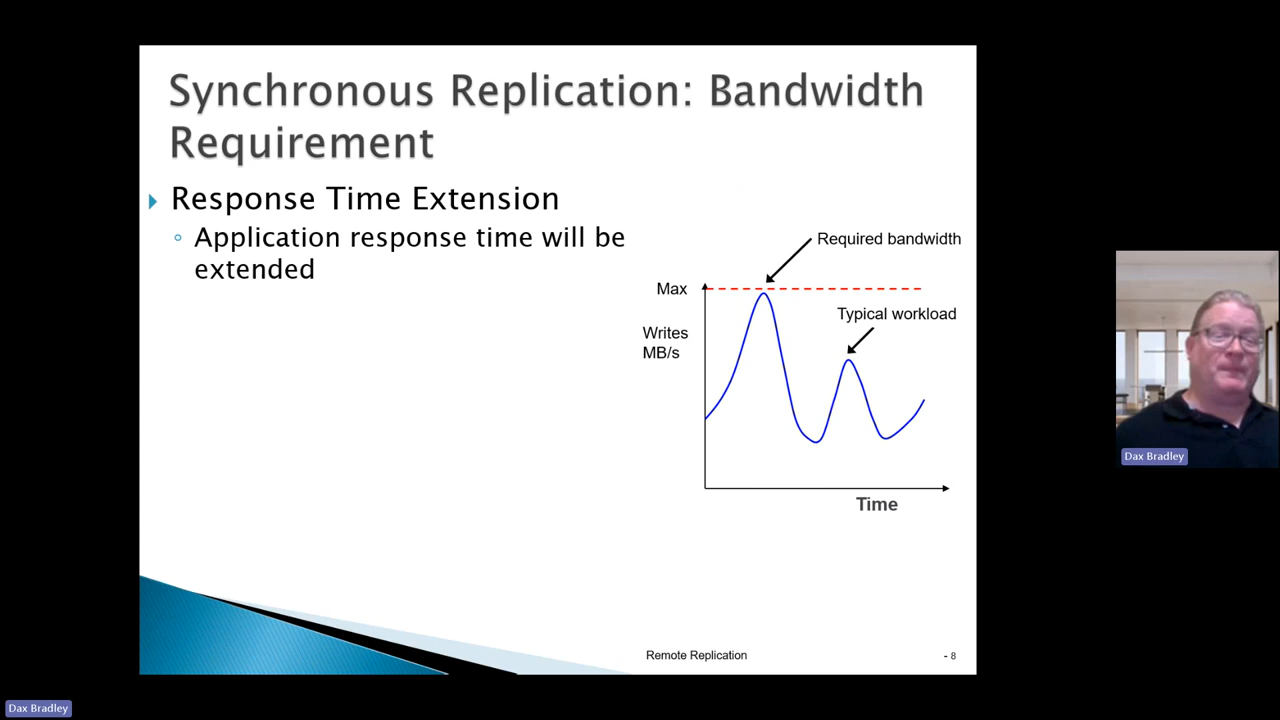 Synchronous Replication: Bandwidth
Requirement
Response Time Extension
Application response time will be
extended
Required bandwidth
Max
Typical workload
Writes
MB/s
Time
Remote Replication
- 8
Dax Bradley
Dax Bradley